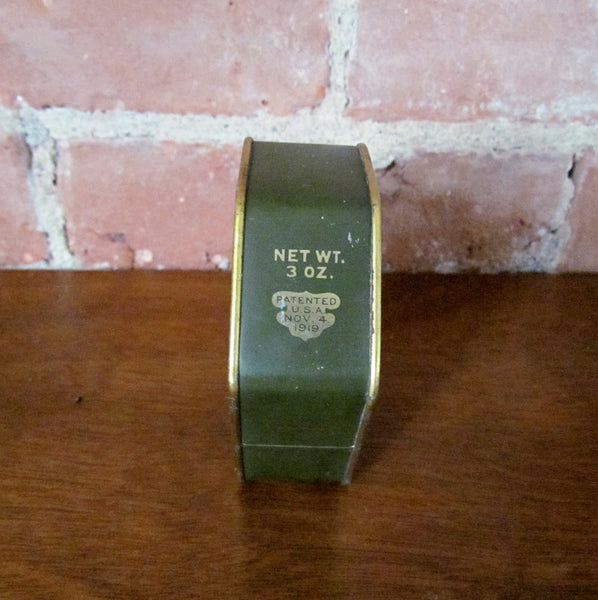 NET WT.
3 OZ.
PATENTED
U.S.A.
NOV. 4
1919